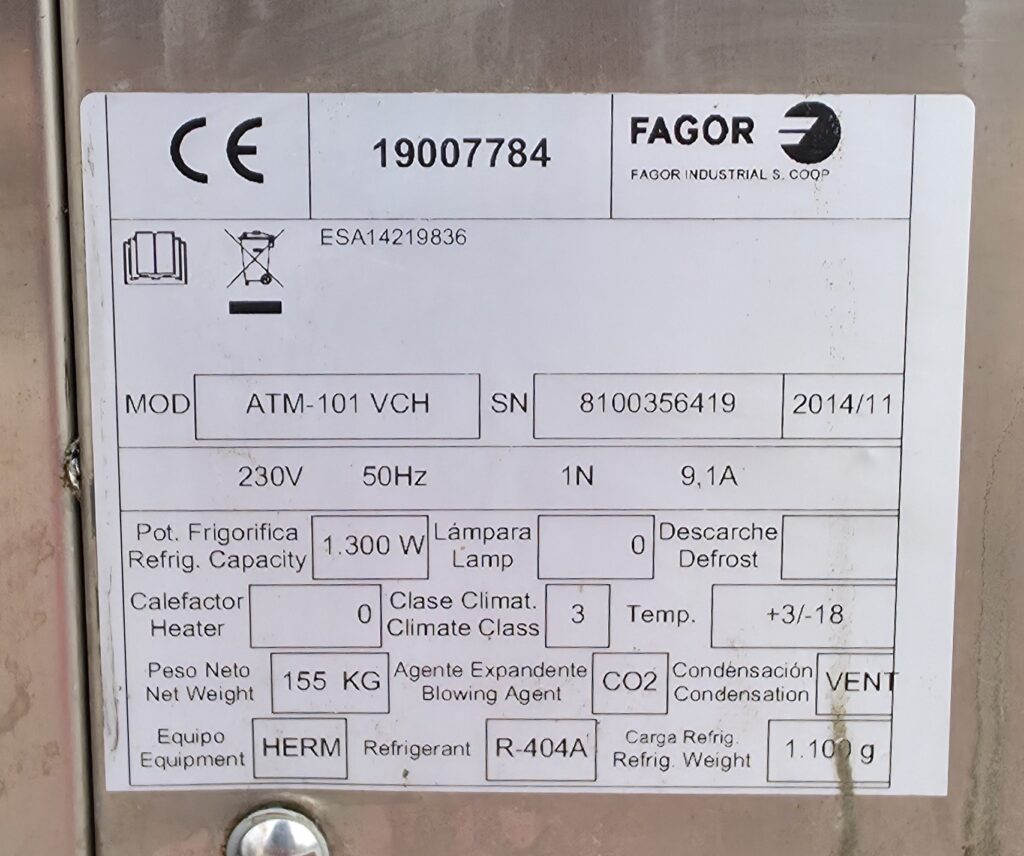 CE 19007784 FAGOR
FAGOR INDUSTRIAL S. COOP
ESA14219836
MOD ATM-101 VCH SN 8100356419 2014/11
230V 50Hz 1N 9,1A
Pot. Frigorifica Lámpara Descarche
Refrig. Capacity 1.300 W Lamp 0 Defrost
Calefactor Clase Climat.
Heater 0 Climate Class 3 Temp. +3/-18
Peso Neto Agente Expandente Condensación
Net Weight 155 KG Blowing Agent CO2 Condensation VENT
Equipo Carga Refrig.
Equipment HERM Refrigerant R-404A Refrig. Weight 1.100 g